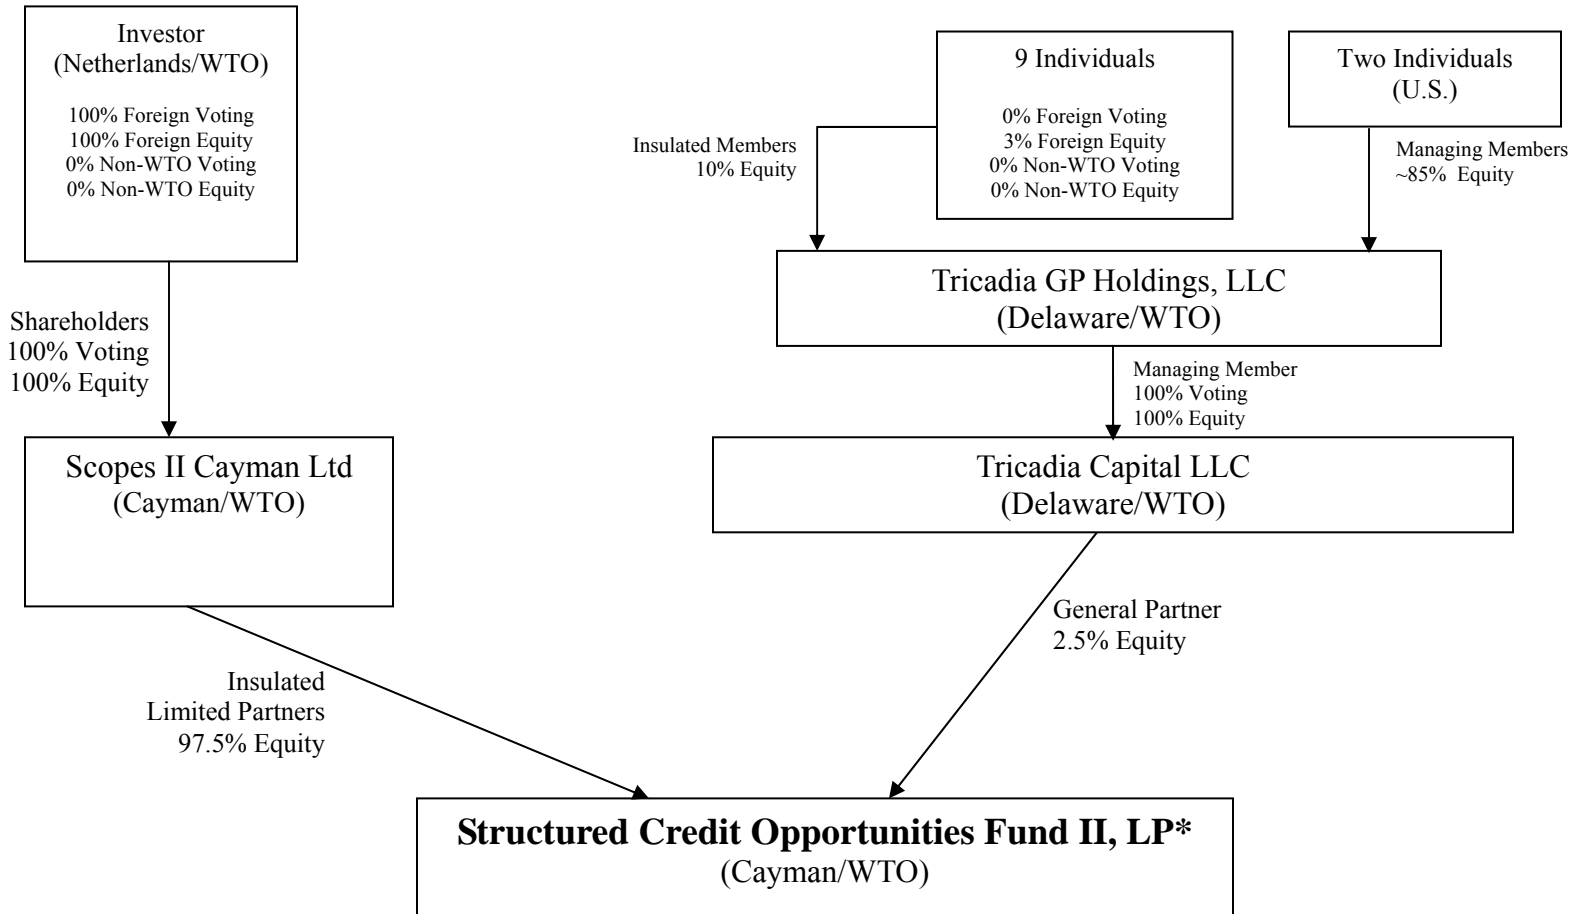 Investor
(Netherlands/WTO)
100% Foreign Voting
100% Foreign Equity
0% Non-WTO Voting
0% Non-WTO Equity
9 Individuals
0% Foreign Voting
3% Foreign Equity
0% Non-WTO Voting
0% Non-WTO Equity
Two Individuals
(U.S.)
Insulated Members
10% Equity
Managing Members
~85% Equity
Tricadia GP Holdings, LLC
(Delaware/WTO)
Shareholders
100% Voting
100% Equity
Managing Member
100% Voting
100% Equity
Scopes II Cayman Ltd
(Cayman/WTO)
Tricadia Capital LLC
(Delaware/WTO)
General Partner
2.5% Equity
Insulated
Limited Partners
97.5% Equity
Structured Credit Opportunities Fund II, LP*
(Cayman/WTO)